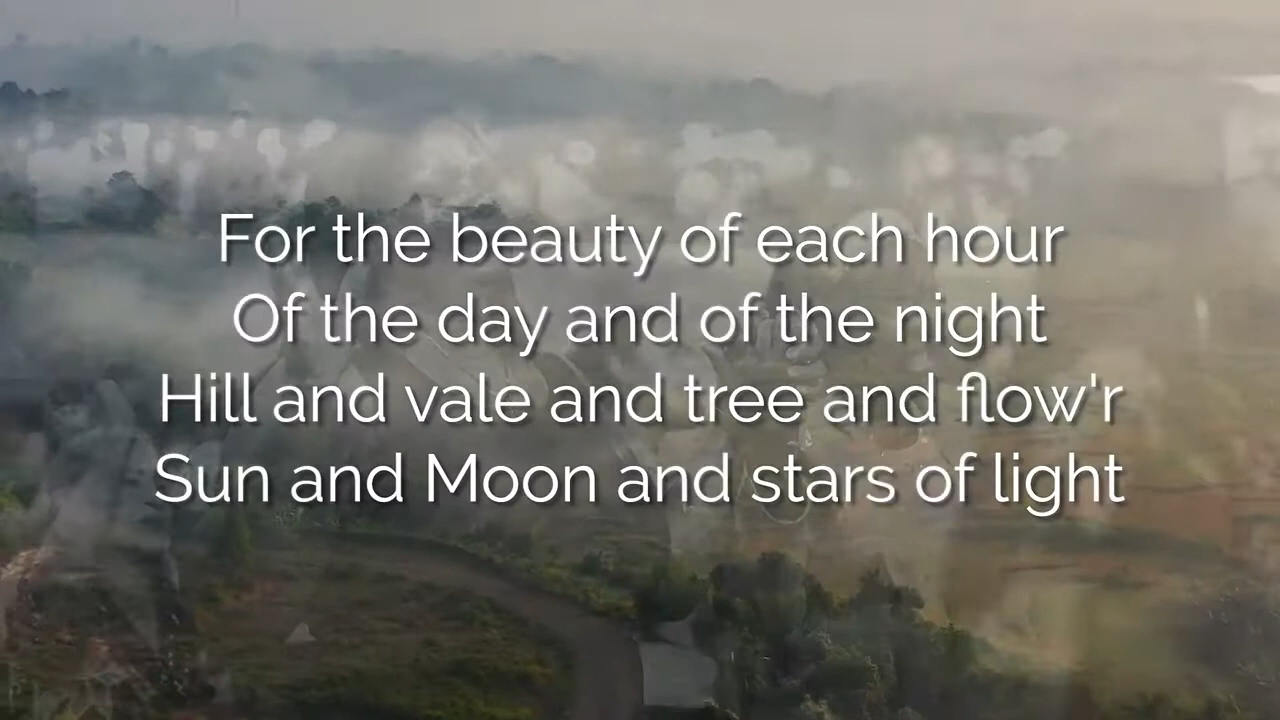 For the beauty of each hour
Of the day and of the night
Hill and vale and tree and flow'r
Sun and Moon and stars of light